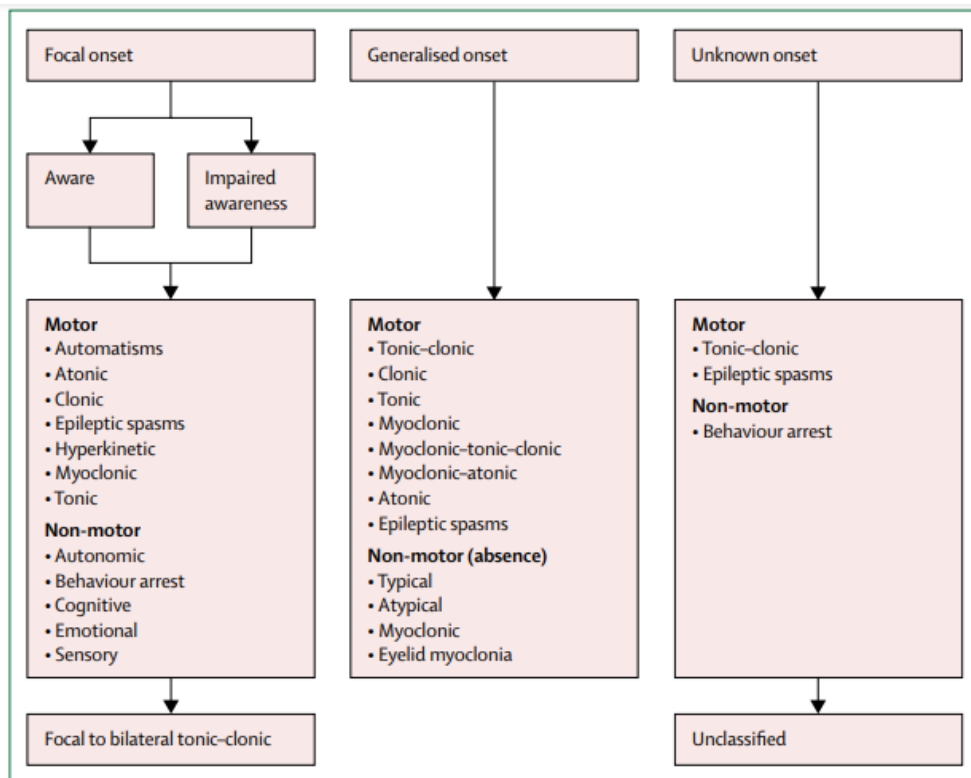 Focal onset
Generalised onset
Unknown onset
Aware
Impaired
awareness
Motor
• Automatisms
• Atonic
• Clonic
• Epileptic spasms
• Hyperkinetic
• Myoclonic
• Tonic
Non-motor
• Autonomic
• Behaviour arrest
• Cognitive
• Emotional
• Sensory
Motor
• Tonic–clonic
• Clonic
• Tonic
• Myoclonic
• Myoclonic–tonic–clonic
• Myoclonic–atonic
• Atonic
• Epileptic spasms
Non-motor (absence)
• Typical
• Atypical
• Myoclonic
• Eyelid myoclonia
Motor
• Tonic–clonic
• Epileptic spasms
Non-motor
• Behaviour arrest
Focal to bilateral tonic–clonic
Unclassified